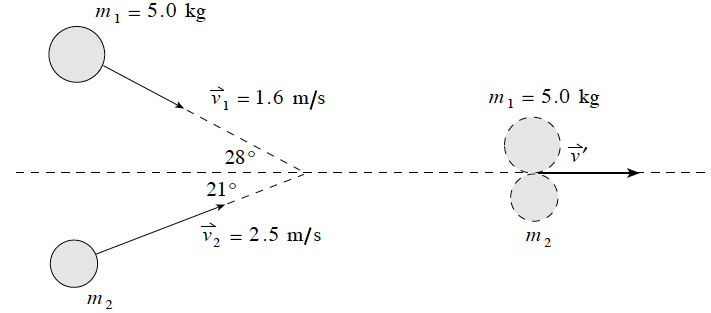 m₁ = 5.0 kg
v⃗₁ = 1.6 m/s
m₁ = 5.0 kg
28°
v⃗′
21°
v⃗₂ = 2.5 m/s
m₂
m₂